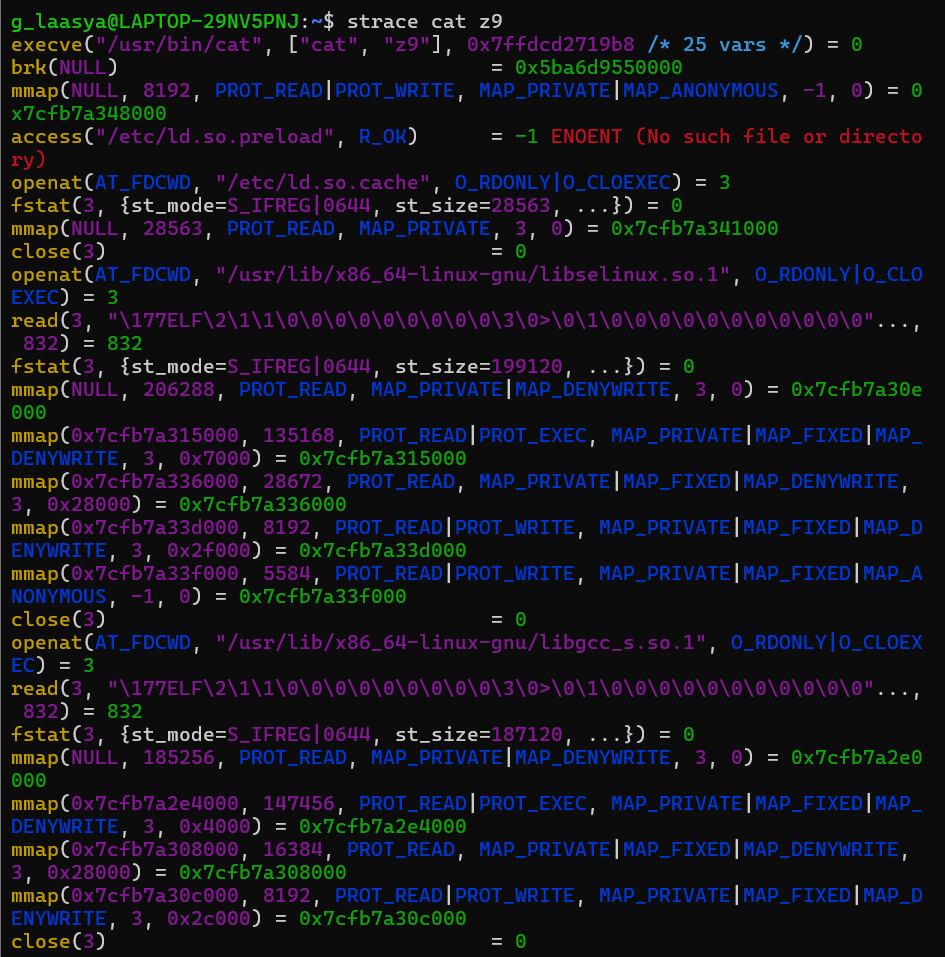 g_laasya@LAPTOP-29NV5PNJ:~$ strace cat z9
execve("/usr/bin/cat", ["cat", "z9"], 0x7ffdcd2719b8 /* 25 vars */) = 0
brk(NULL)                               = 0x5ba6d9550000
mmap(NULL, 8192, PROT_READ|PROT_WRITE, MAP_PRIVATE|MAP_ANONYMOUS, -1, 0) = 0
x7cfb7a348000
access("/etc/ld.so.preload", R_OK)      = -1 ENOENT (No such file or directo
ry)
openat(AT_FDCWD, "/etc/ld.so.cache", O_RDONLY|O_CLOEXEC) = 3
fstat(3, {st_mode=S_IFREG|0644, st_size=28563, ...}) = 0
mmap(NULL, 28563, PROT_READ, MAP_PRIVATE, 3, 0) = 0x7cfb7a341000
close(3)                                = 0
openat(AT_FDCWD, "/usr/lib/x86_64-linux-gnu/libselinux.so.1", O_RDONLY|O_CLO
EXEC) = 3
read(3, "\177ELF\2\1\1\0\0\0\0\0\0\0\0\0\3\0>\0\1\0\0\0\0\0\0\0\0\0\0\0"...,
 832) = 832
fstat(3, {st_mode=S_IFREG|0644, st_size=199120, ...}) = 0
mmap(NULL, 206288, PROT_READ, MAP_PRIVATE|MAP_DENYWRITE, 3, 0) = 0x7cfb7a30e
000
mmap(0x7cfb7a315000, 135168, PROT_READ|PROT_EXEC, MAP_PRIVATE|MAP_FIXED|MAP_
DENYWRITE, 3, 0x7000) = 0x7cfb7a315000
mmap(0x7cfb7a336000, 28672, PROT_READ, MAP_PRIVATE|MAP_FIXED|MAP_DENYWRITE, 
3, 0x28000) = 0x7cfb7a336000
mmap(0x7cfb7a33d000, 8192, PROT_READ|PROT_WRITE, MAP_PRIVATE|MAP_FIXED|MAP_D
ENYWRITE, 3, 0x2f000) = 0x7cfb7a33d000
mmap(0x7cfb7a33f000, 5584, PROT_READ|PROT_WRITE, MAP_PRIVATE|MAP_FIXED|MAP_A
NONYMOUS, -1, 0) = 0x7cfb7a33f000
close(3)                                = 0
openat(AT_FDCWD, "/usr/lib/x86_64-linux-gnu/libgcc_s.so.1", O_RDONLY|O_CLOEX
EC) = 3
read(3, "\177ELF\2\1\1\0\0\0\0\0\0\0\0\0\3\0>\0\1\0\0\0\0\0\0\0\0\0\0\0"...,
 832) = 832
fstat(3, {st_mode=S_IFREG|0644, st_size=187120, ...}) = 0
mmap(NULL, 185256, PROT_READ, MAP_PRIVATE|MAP_DENYWRITE, 3, 0) = 0x7cfb7a2e0
000
mmap(0x7cfb7a2e4000, 147456, PROT_READ|PROT_EXEC, MAP_PRIVATE|MAP_FIXED|MAP_
DENYWRITE, 3, 0x4000) = 0x7cfb7a2e4000
mmap(0x7cfb7a308000, 16384, PROT_READ, MAP_PRIVATE|MAP_FIXED|MAP_DENYWRITE, 
3, 0x28000) = 0x7cfb7a308000
mmap(0x7cfb7a30c000, 8192, PROT_READ|PROT_WRITE, MAP_PRIVATE|MAP_FIXED|MAP_D
ENYWRITE, 3, 0x2c000) = 0x7cfb7a30c000
close(3)                                = 0